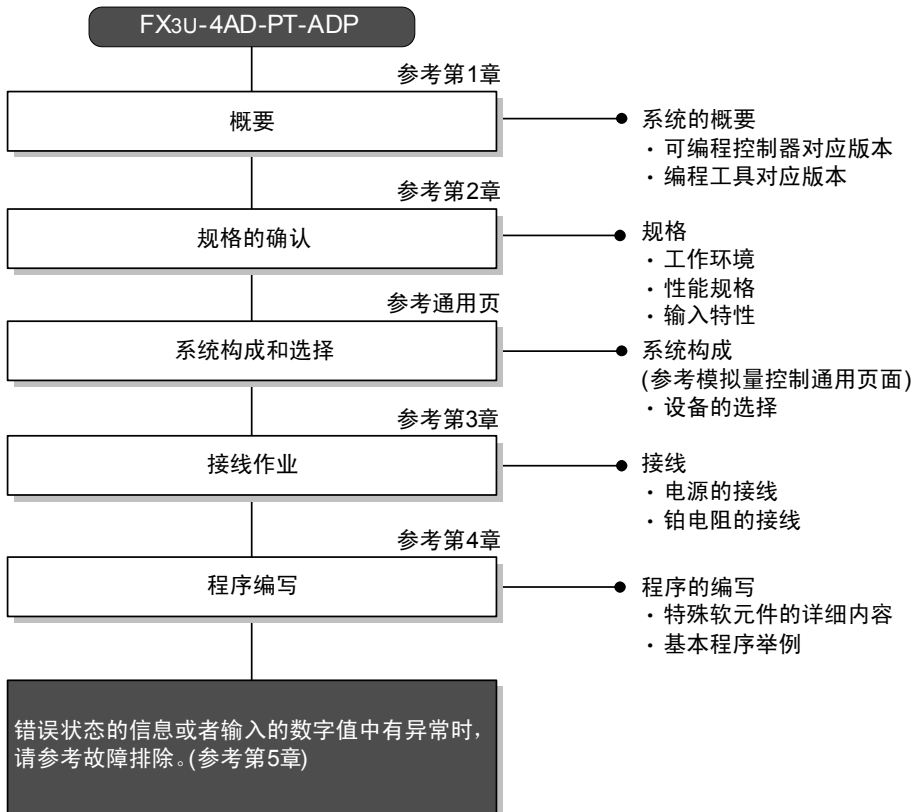 FX3U-4AD-PT-ADP
参考第1章
概要
系统的概要
・可编程控制器对应版本
・编程工具对应版本
参考第2章
规格的确认
规格
・工作环境
・性能规格
・输入特性
参考通用页
系统构成和选择
系统构成
(参考模拟量控制通用页面)
・设备的选择
参考第3章
接线作业
接线
・电源的接线
・铂电阻的接线
参考第4章
程序编写
程序的编写
・特殊软元件的详细内容
・基本程序举例
错误状态的信息或者输入的数字值中有异常时，
请参考故障排除。(参考第5章)